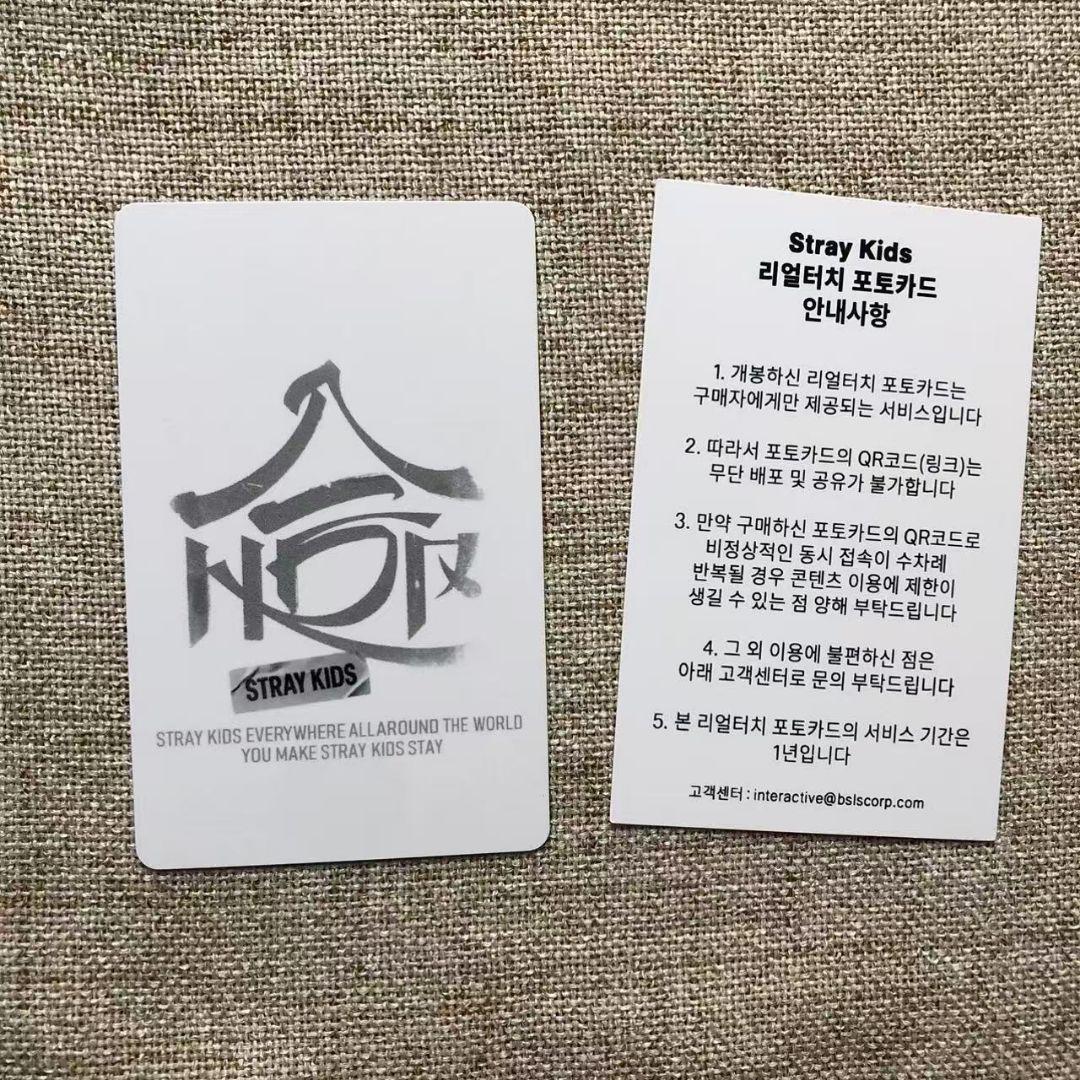 STRAY KIDS
STRAY KIDS EVERYWHERE ALL AROUND THE WORLD
YOU MAKE STRAY KIDS STAY
Stray Kids
리얼터치 포토카드
안내사항
1. 개봉하신 리얼터치 포토카드는
구매자에게만 제공되는 서비스입니다
2. 따라서 포토카드의 QR코드(링크)는
무단 배포 및 공유가 불가합니다
3. 만약 구매하신 포토카드의 QR코드로
비정상적인 동시 접속이 수차례
반복될 경우 콘텐츠 이용에 제한이
생길 수 있는 점 양해 부탁드립니다
4. 그 외 이용에 불편하신 점은
아래 고객센터로 문의 부탁드립니다
5. 본 리얼터치 포토카드의 서비스 기간은
1년입니다
고객센터 : interactive@bslscorp.com